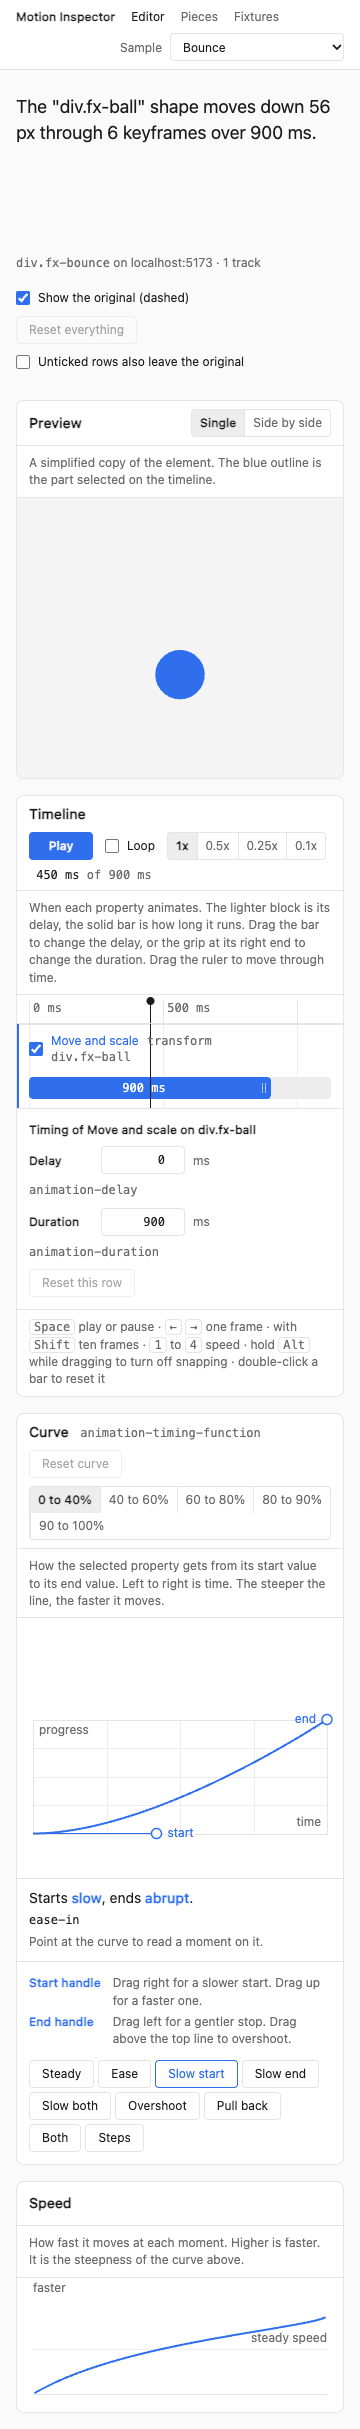 Motion Inspector Editor Pieces Fixtures
Sample Bounce
The "div.fx-ball" shape moves down 56
px through 6 keyframes over 900 ms.
div.fx-bounce on localhost:5173 · 1 track
Show the original (dashed)
Reset everything
Unticked rows also leave the original
Preview Single Side by side
A simplified copy of the element. The blue outline is
the part selected on the timeline.
Timeline
Play Loop 1x 0.5x 0.25x 0.1x
450 ms of 900 ms
When each property animates. The lighter block is its
delay, the solid bar is how long it runs. Drag the bar
to change the delay, or the grip at its right end to
change the duration. Drag the ruler to move through
time.
0 ms 500 ms
Move and scale transform
div.fx-ball
900 ms
Timing of Move and scale on div.fx-ball
Delay 0 ms
animation-delay
Duration 900 ms
animation-duration
Reset this row
Space play or pause · ← → one frame · with
Shift ten frames · 1 to 4 speed · hold Alt
while dragging to turn off snapping · double-click a
bar to reset it
Curve animation-timing-function
Reset curve
0 to 40% 40 to 60% 60 to 80% 80 to 90%
90 to 100%
How the selected property gets from its start value
to its end value. Left to right is time. The steeper the
line, the faster it moves.
end
progress
time
start
Starts slow, ends abrupt.
ease-in
Point at the curve to read a moment on it.
Start handle Drag right for a slower start. Drag up
for a faster one.
End handle Drag left for a gentler stop. Drag
above the top line to overshoot.
Steady Ease Slow start Slow end
Slow both Overshoot Pull back
Both Steps
Speed
How fast it moves at each moment. Higher is faster.
It is the steepness of the curve above.
faster
steady speed